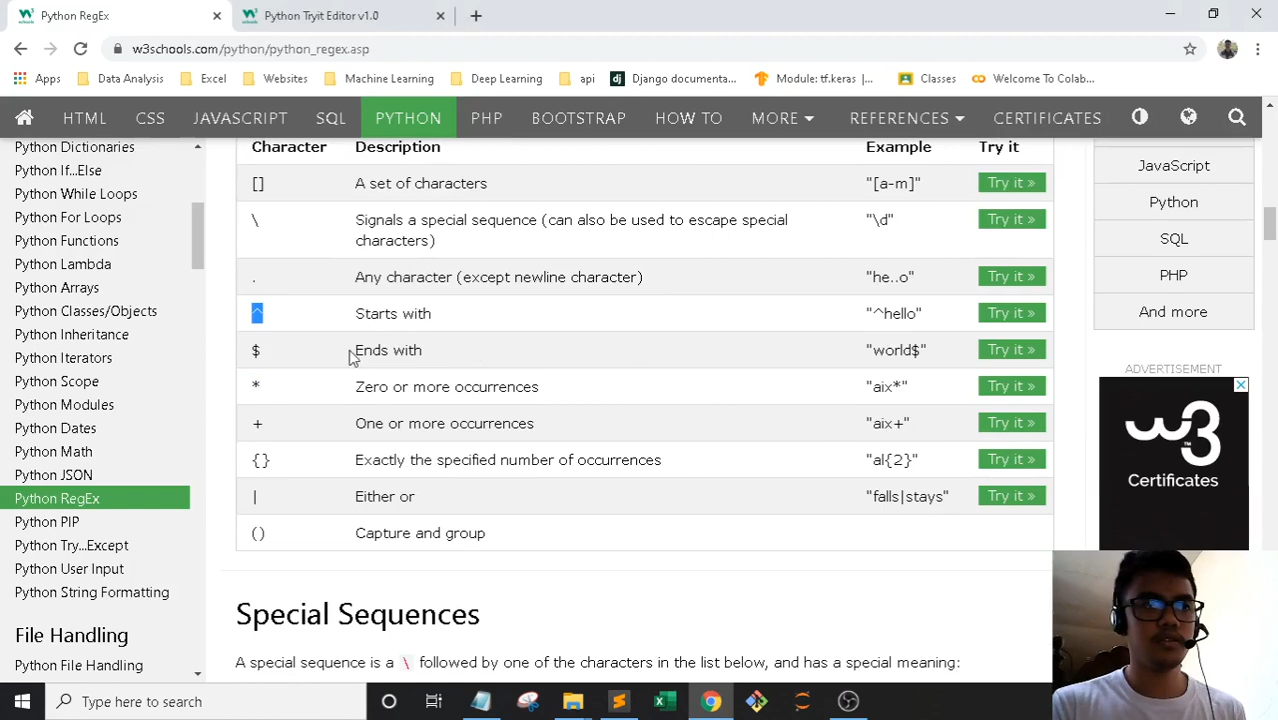 Python RegEx
Python Tryit Editor v1.0
w3schools.com/python/python_regex.asp
Apps
Data Analysis
Excel
Websites
Machine Learning
Deep Learning
api
Django documenta...
Module: tf.keras |...
Classes
Welcome To Colab...
HTML
CSS
JAVASCRIPT
SQL
PYTHON
PHP
BOOTSTRAP
HOW TO
MORE
REFERENCES
CERTIFICATES
Python Dictionaries
Python If...Else
Python While Loops
Python For Loops
Python Functions
Python Lambda
Python Arrays
Python Classes/Objects
Python Inheritance
Python Iterators
Python Scope
Python Modules
Python Dates
Python Math
Python JSON
Python RegEx
Python PIP
Python Try...Except
Python User Input
Python String Formatting
File Handling
Python File Handling
Character Description Example Try it
[] A set of characters "[a-m]" Try it »
\ Signals a special sequence (can also be used to escape special "\d" Try it »
characters)
. Any character (except newline character) "he..o" Try it »
^ Starts with "^hello" Try it »
$ Ends with "world$" Try it »
* Zero or more occurrences "aix*" Try it »
+ One or more occurrences "aix+" Try it »
{} Exactly the specified number of occurrences "al{2}" Try it »
| Either or "falls|stays" Try it »
() Capture and group
Special Sequences
A special sequence is a \ followed by one of the characters in the list below, and has a special meaning:
JavaScript
Python
SQL
PHP
And more
ADVERTISEMENT
w3
Certificates
Type here to search